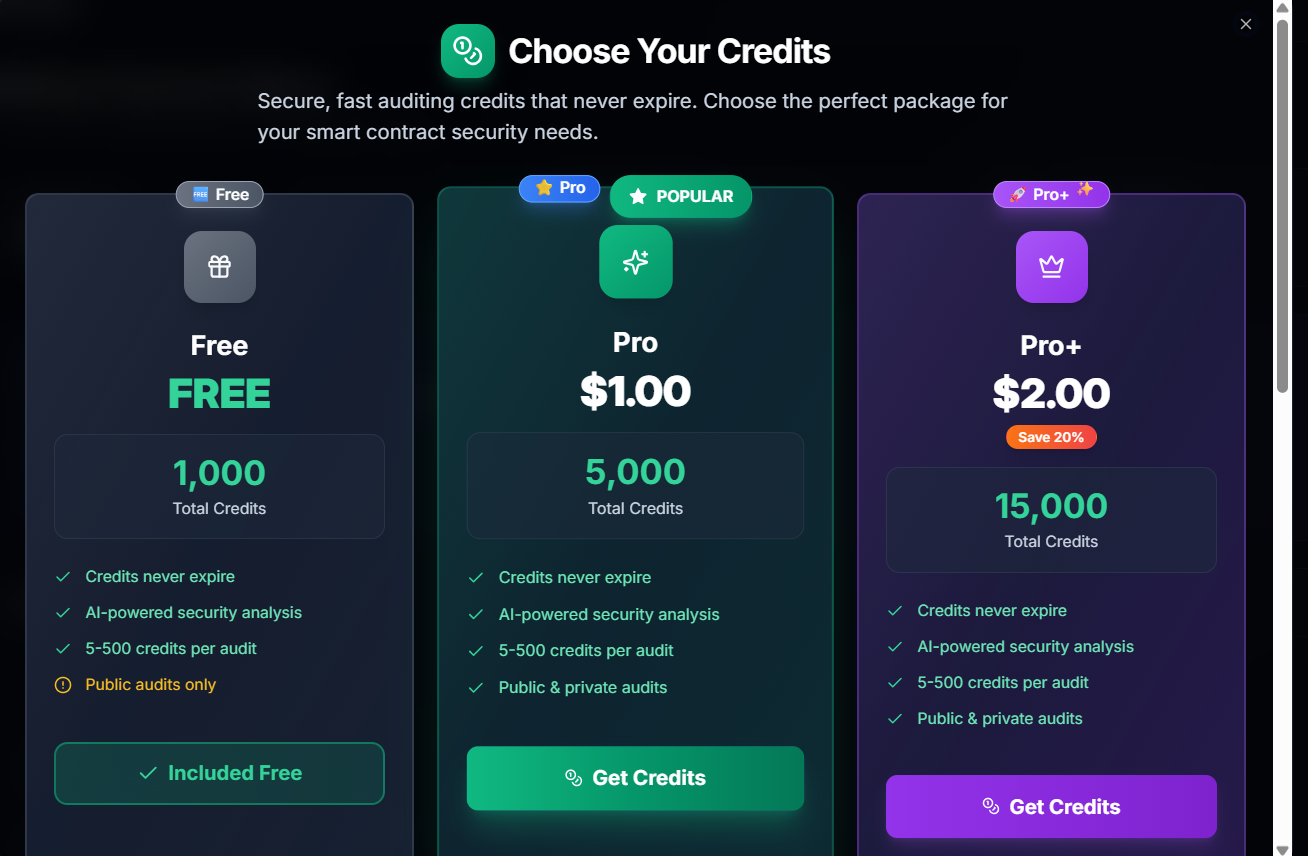 Choose Your Credits
Secure, fast auditing credits that never expire. Choose the perfect package for
your smart contract security needs.
FREE Free
Free
FREE
1,000
Total Credits
Credits never expire
AI-powered security analysis
5-500 credits per audit
Public audits only
Included Free
Pro
POPULAR
Pro
$1.00
5,000
Total Credits
Credits never expire
AI-powered security analysis
5-500 credits per audit
Public & private audits
Get Credits
Pro+
Pro+
$2.00
Save 20%
15,000
Total Credits
Credits never expire
AI-powered security analysis
5-500 credits per audit
Public & private audits
Get Credits